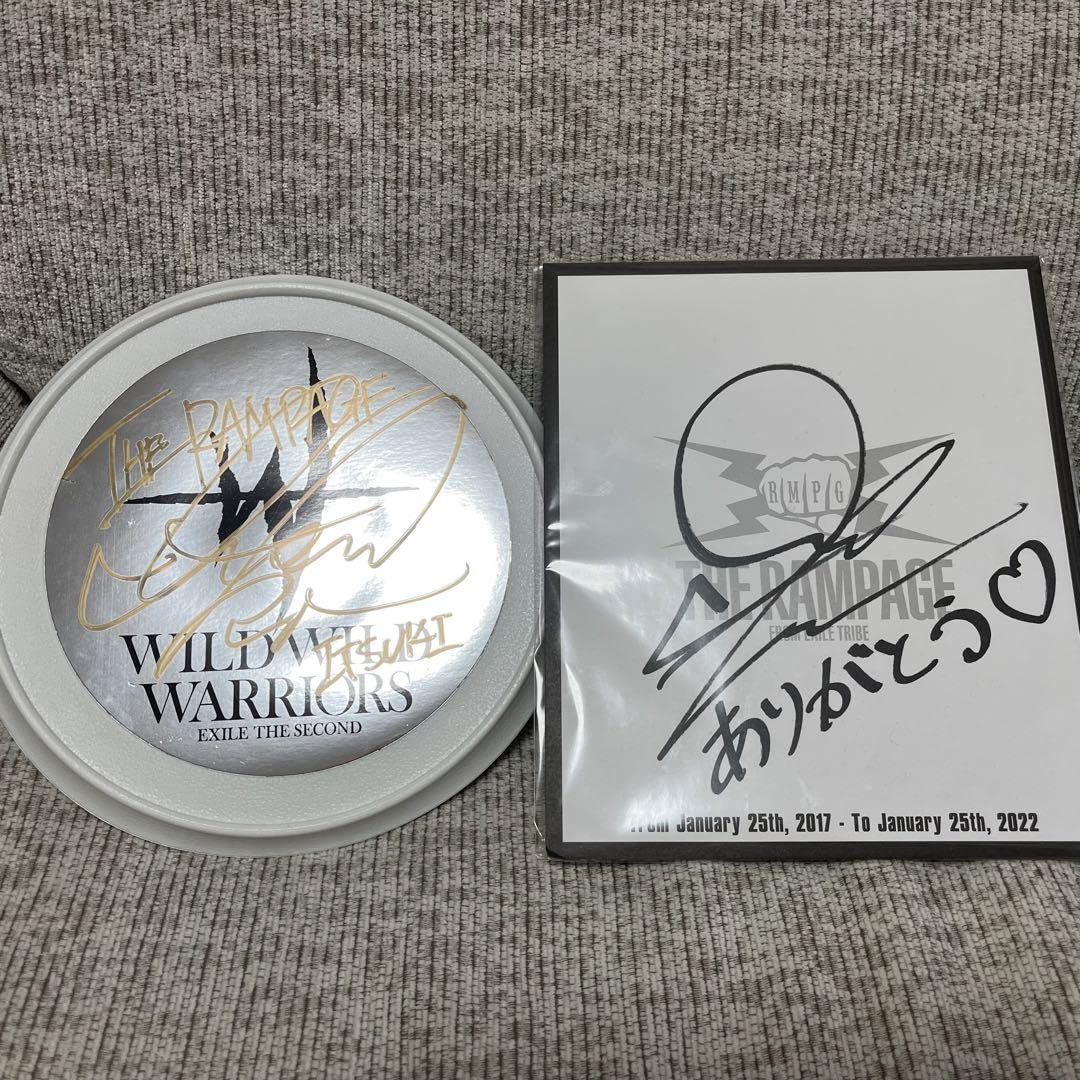 THE RAMPAGE
WILD WILD
ITSUKI
WARRIORS
EXILE THE SECOND
RMPG
THE RAMPAGE
FROM EXILE TRIBE
ありがとう♡
From January 25th, 2017 - To January 25th, 2022